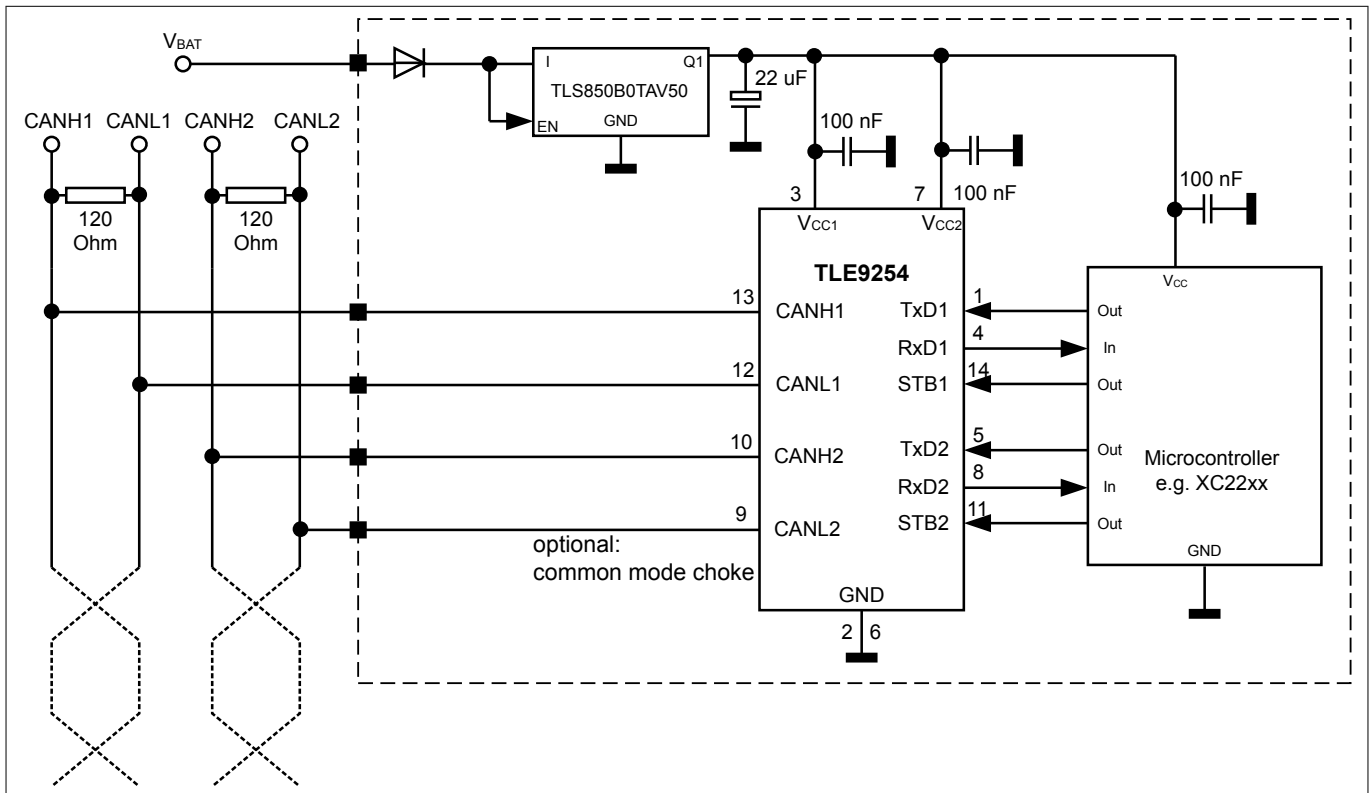 VBAT
I
Q1
TLS850B0TAV50
EN
GND
22 uF
CANH1 CANL1 CANH2 CANL2
100 nF
120
Ohm
120
Ohm
3
7
100 nF
100 nF
VCC1
VCC2
TLE9254
Vcc
13
CANH1
TxD1
1
Out
RxD1
4
In
12
CANL1
STB1
14
Out
10
CANH2
TxD2
5
Out
Microcontroller
e.g. XC22xx
RxD2
8
In
9
CANL2
STB2
11
Out
optional:
common mode choke
GND
GND
2 6